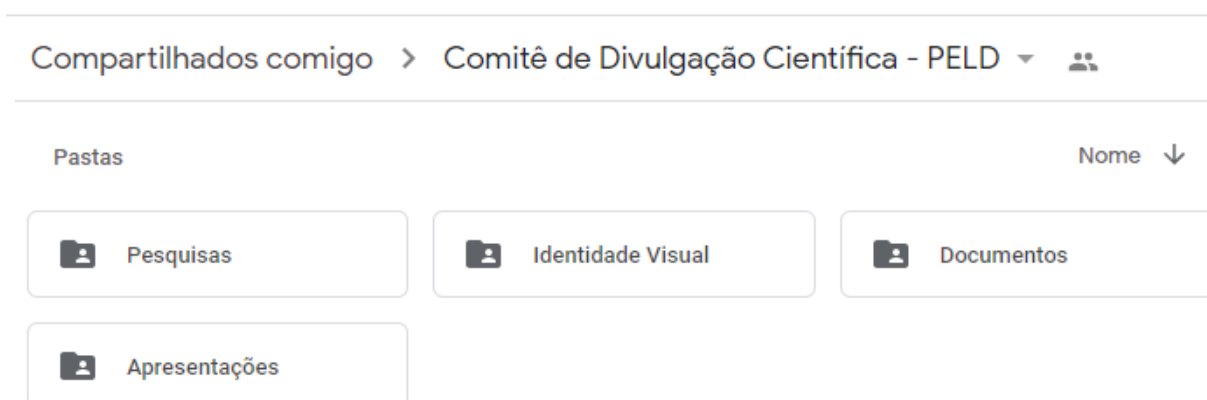 Compartilhados comigo > Comitê de Divulgação Científica - PELD
Pastas Nome
Pesquisas Identidade Visual Documentos
Apresentações